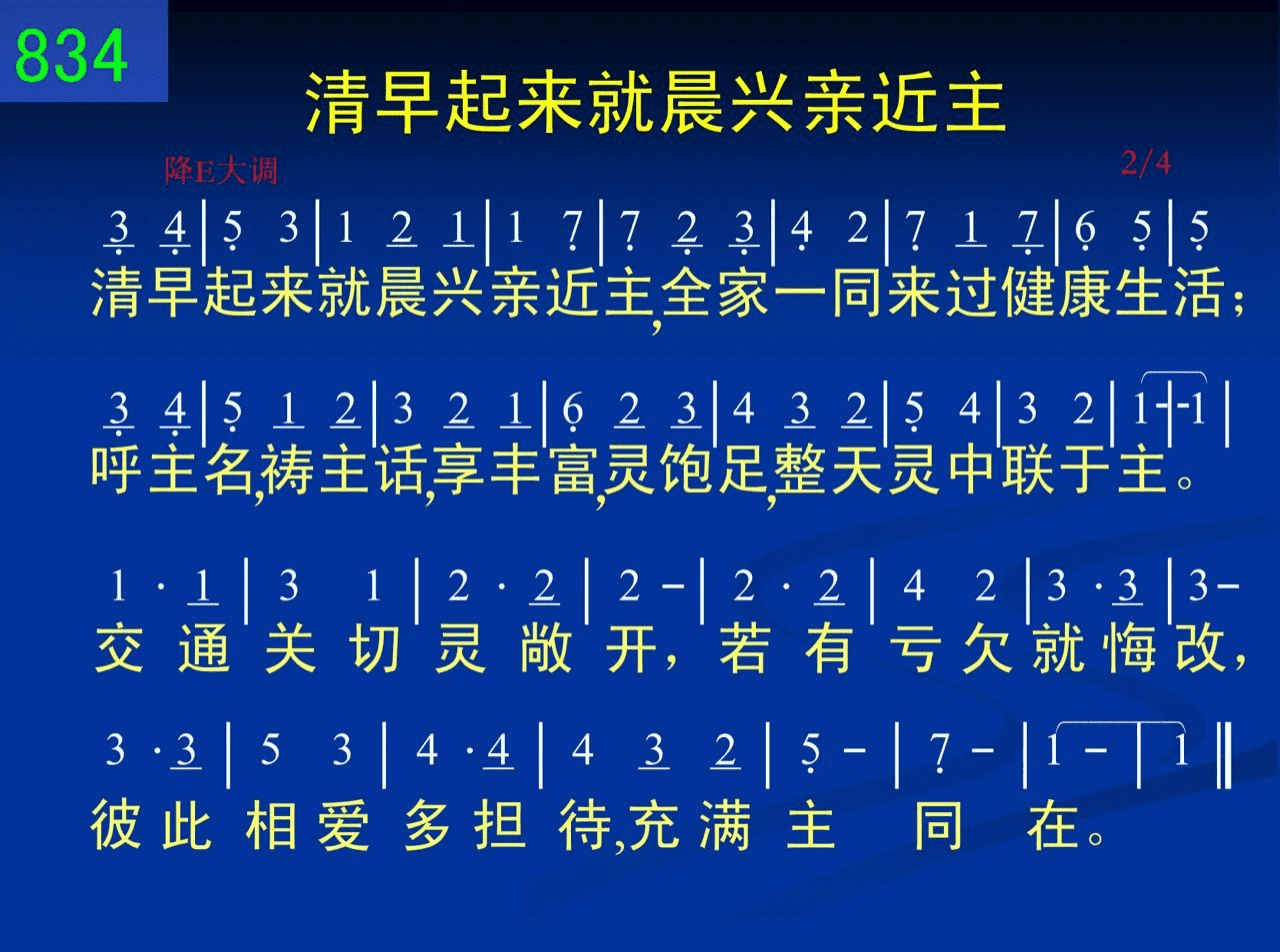 834
清早起来就晨兴亲近主
降E大调 2/4
3̣ 4̣|5̣ 3|1 2 1|1 7̣|7̣ 2̣ 3̣|4̣ 2|7̣ 1 7̣|6̣ 5̣|5̣
清早起来就晨兴亲近主,全家一同来过健康生活；
3̣ 4̣|5̣ 1 2|3 2 1|6̣ 2 3|4 3 2|5̣ 4|3 2|1-|-1|
呼主名,祷主话,享丰富,灵饱足,整天灵中联于主。
1 · 1|3 1|2 · 2|2 -|2 · 2|4 2|3 · 3|3 -
交通关切灵敞开，若有亏欠就悔改，
3 · 3|5 3|4 · 4|4 3 2|5̣ -|7̣ -|1 -|1‖
彼此相爱多担待,充满主同在。